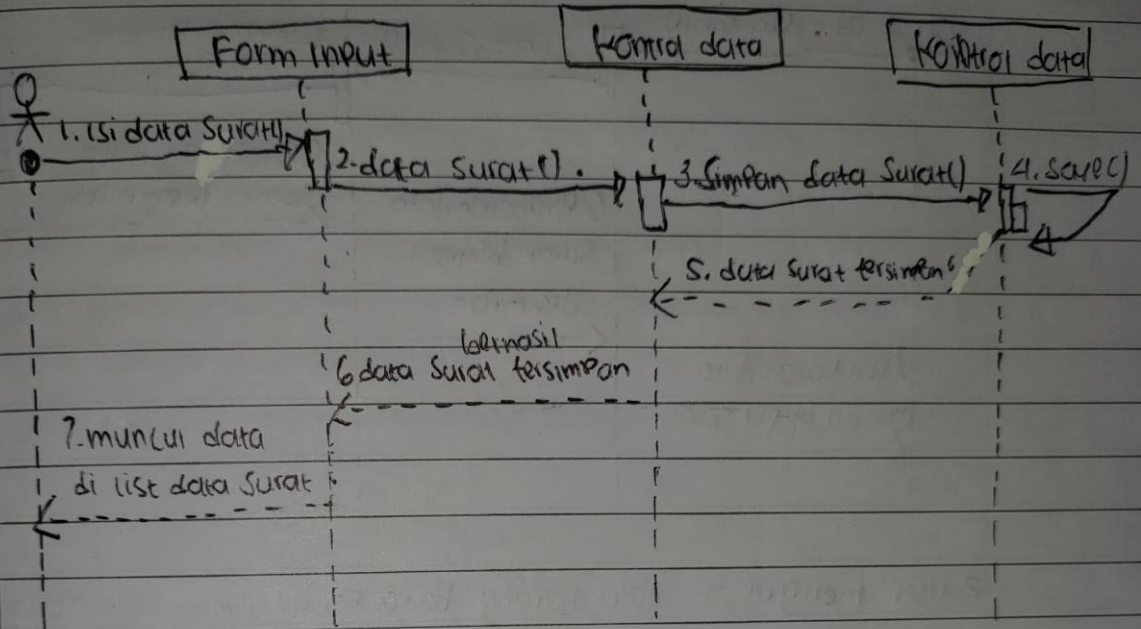 Form input
Kontrol data
Kontrol data
1. isi data Surat()
2. data surat().
3. Simpan data Surat()
4. save()
5. data surat tersimpan
berhasil
6 data Surat tersimpan
7. muncul data
di list data Surat